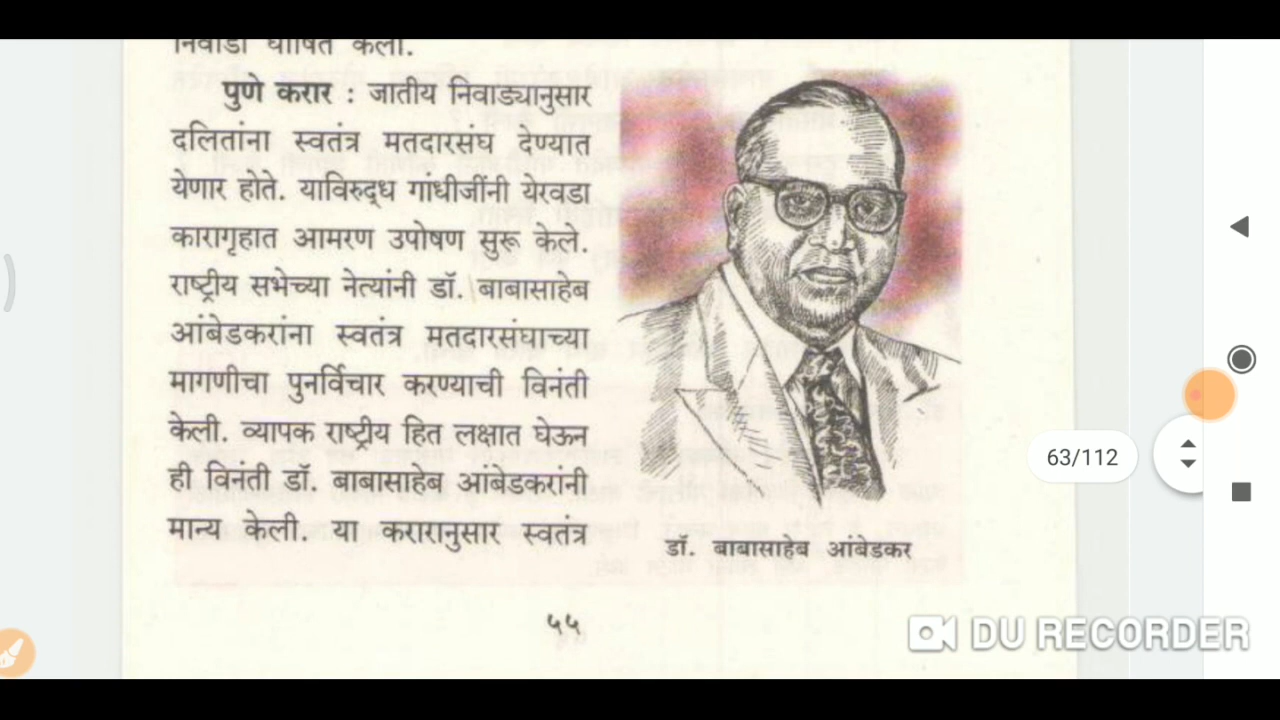 निवाडा घोषित केला.
पुणे करार : जातीय निवाड्यानुसार
दलितांना स्वतंत्र मतदारसंघ देण्यात
येणार होते. याविरुद्ध गांधीजींनी येरवडा
कारागृहात आमरण उपोषण सुरू केले.
राष्ट्रीय सभेच्या नेत्यांनी डॉ. बाबासाहेब
आंबेडकरांना स्वतंत्र मतदारसंघाच्या
मागणीचा पुनर्विचार करण्याची विनंती
केली. व्यापक राष्ट्रीय हित लक्षात घेऊन
ही विनंती डॉ. बाबासाहेब आंबेडकरांनी
मान्य केली. या करारानुसार स्वतंत्र
डॉ. बाबासाहेब आंबेडकर
५५
63/112
DU RECORDER